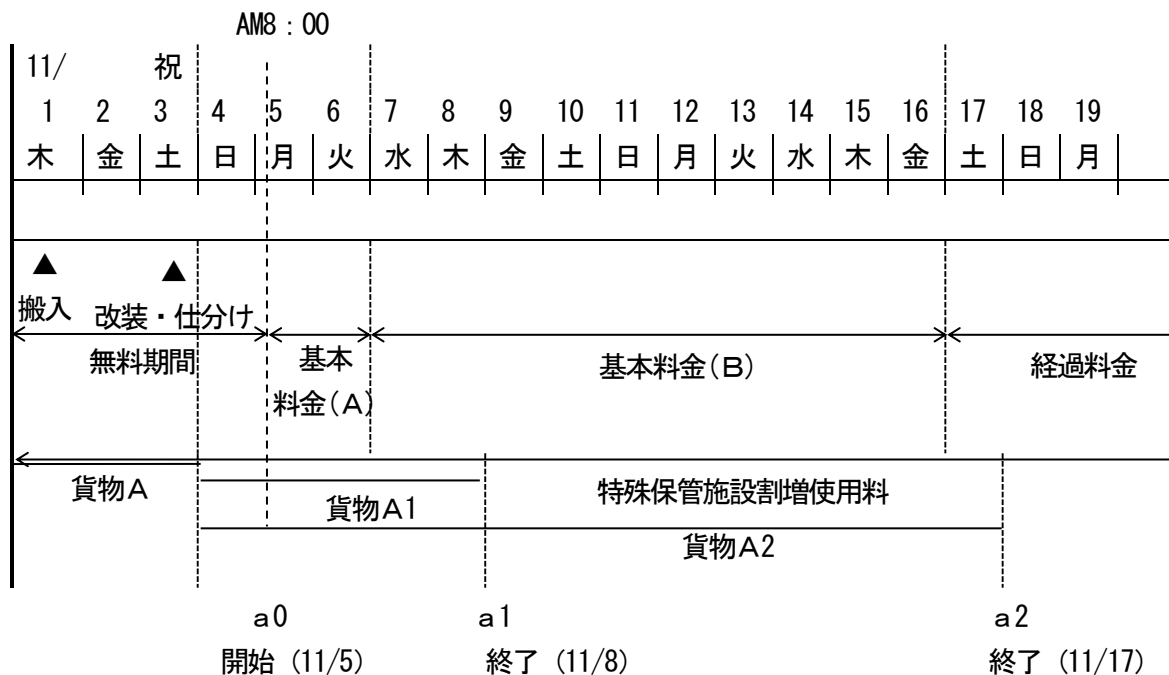 AM8：00
11/ 祝
1 2 3 4 5 6 7 8 9 10 11 12 13 14 15 16 17 18 19
木 金 土 日 月 火 水 木 金 土 日 月 火 水 木 金 土 日 月
▲ ▲
搬入 改装・仕分け
無料期間 基本 基本料金(Ｂ) 経過料金
料金(Ａ)
貨物Ａ 特殊保管施設割増使用料
貨物Ａ1
貨物Ａ2
ａ0 ａ1 ａ2
開始 (11/5) 終了 (11/8) 終了 (11/17)